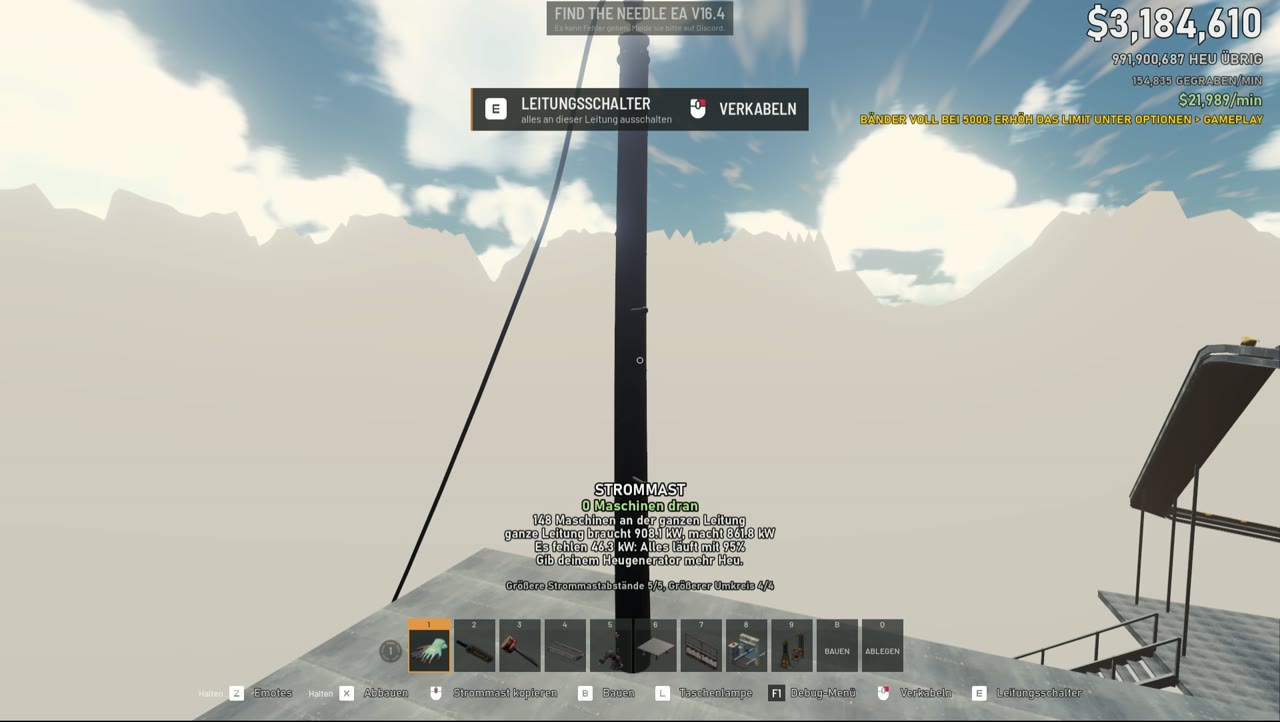 FIND THE NEEDLE EA V16.4
Es kann Fehler geben. Melde sie bitte auf Discord.
$3,184,610
991,900,687 HEU ÜBRIG
154,835 GEGRABEN/MIN
$21,989/min
BÄNDER VOLL BEI 5000: ERHÖH DAS LIMIT UNTER OPTIONEN > GAMEPLAY
E LEITUNGSSCHALTER VERKABELN
alles an dieser Leitung ausschalten
STROMMAST
0 Maschinen dran
148 Maschinen an der ganzen Leitung
ganze Leitung braucht 908.1 kW, macht 861.8 kW
Es fehlen 46.3 kW: Alles läuft mit 95%
Gib deinem Heugenerator mehr Heu.
Größere Strommastabstände 5/5, Größerer Umkreis 4/4
1 2 3 4 5 6 7 8 9 B 0
1 BAUEN ABLEGEN
Halten Z Emotes Halten X Abbauen Strommast kopieren B Bauen L Taschenlampe F1 Debug-Menü Verkabeln E Leitungsschalter